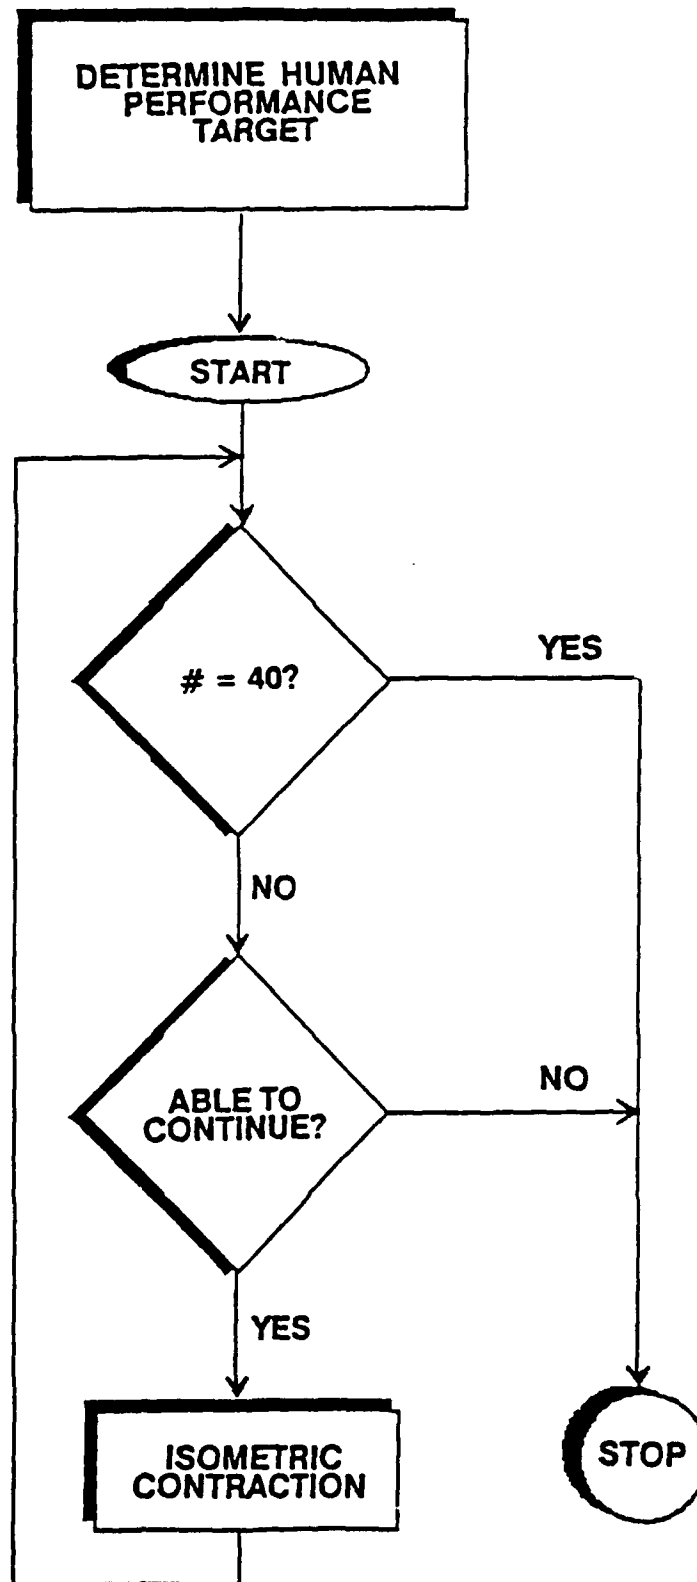 DETERMINE HUMAN
PERFORMANCE
TARGET
START
# = 40?
YES
NO
ABLE TO
CONTINUE?
NO
YES
ISOMETRIC
CONTRACTION
STOP